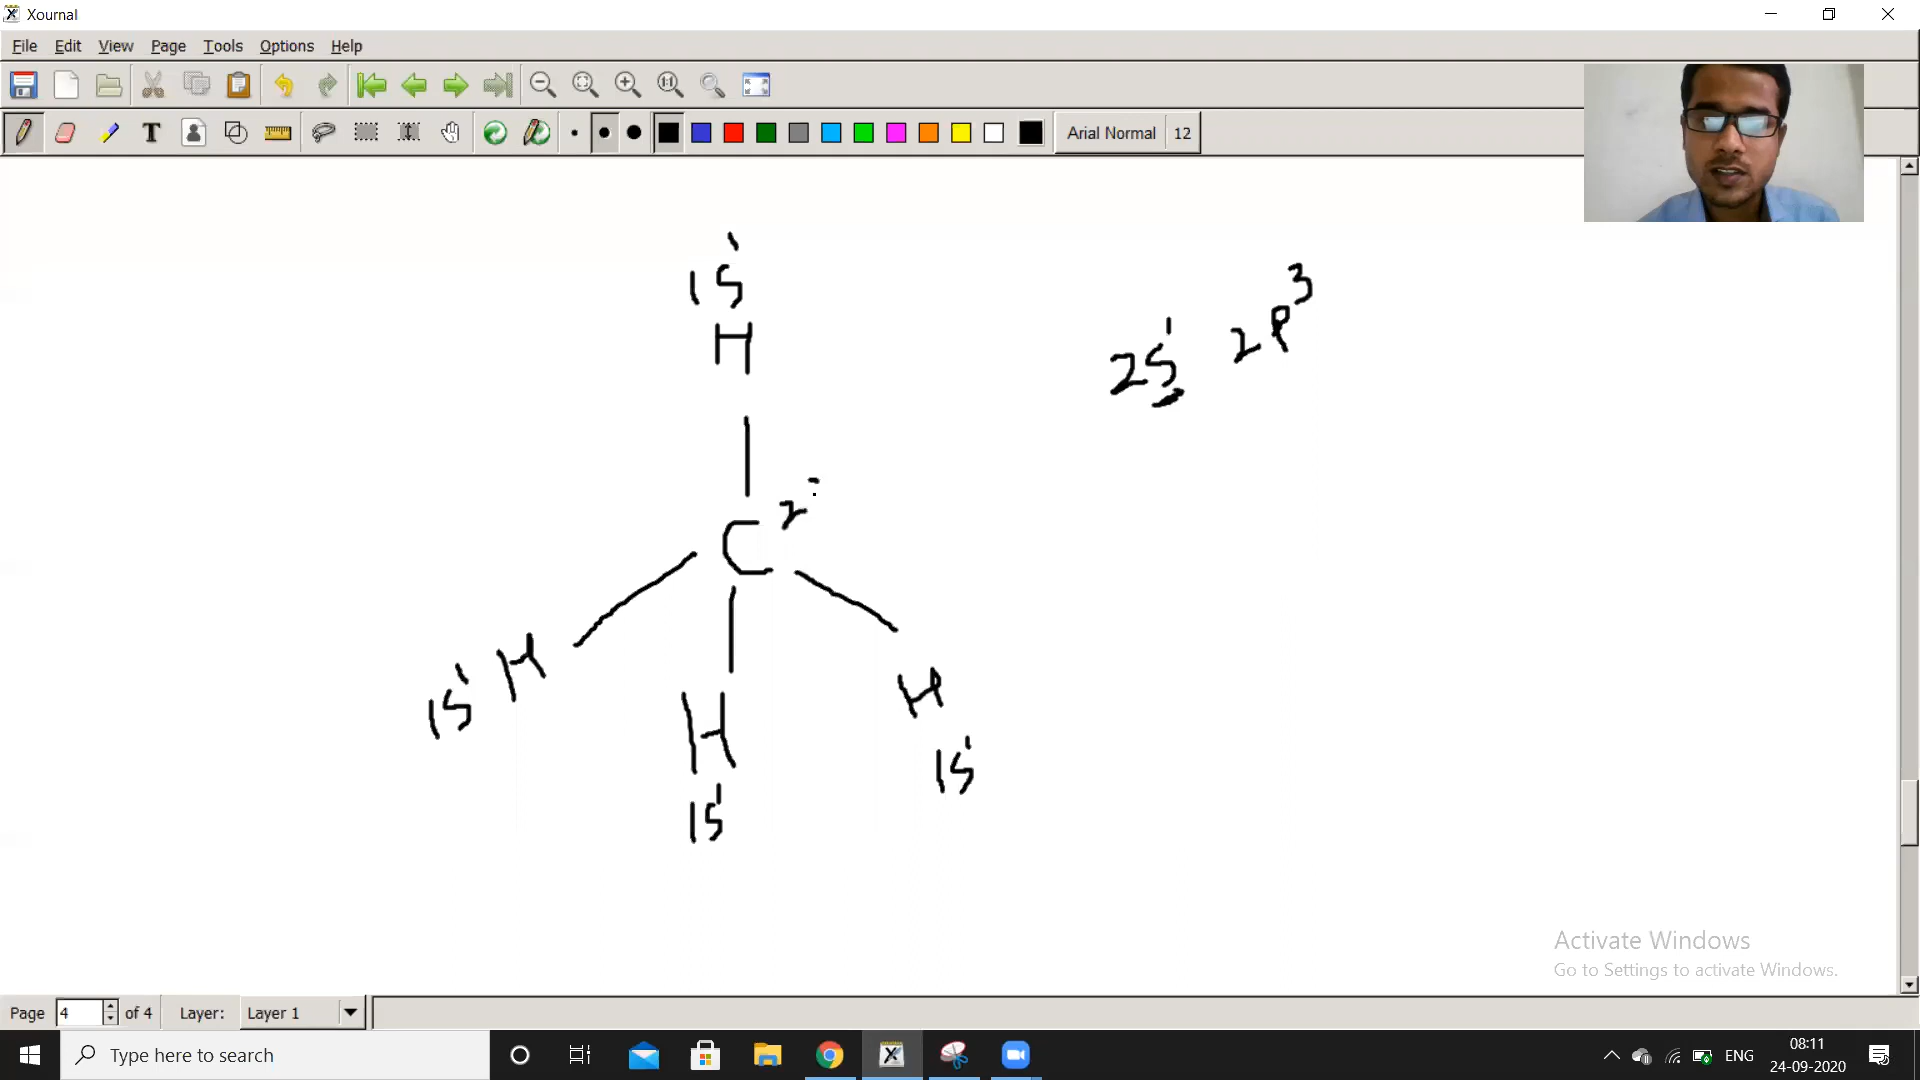 Xournal
File Edit View Page Tools Options Help
T Arial Normal 12
1S¹
H
2S¹ 2P³
C 2
1S¹ H
H
H
1S¹
1S¹
Activate Windows
Go to Settings to activate Windows.
Page 4 of 4 Layer: Layer 1
Type here to search
ENG
08:11
24-09-2020